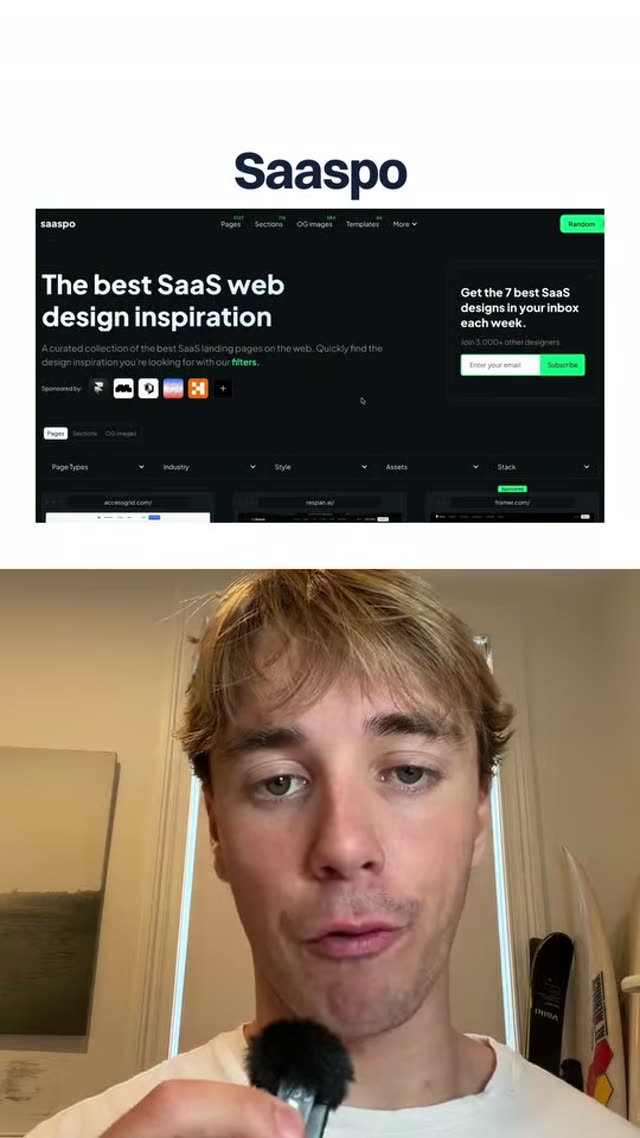 Saaspo
saaspo
Pages
Sections
OG images
Templates
More
Random
The best SaaS web
design inspiration
A curated collection of the best SaaS landing pages on the web. Quickly find the
design inspiration you're looking for with our filters.
Sponsored by:
Get the 7 best SaaS
designs in your inbox
each week.
Join 3,000+ other designers
Enter your email
Subscribe
Pages
Sections
OG images
Page Types
Industry
Style
Assets
Stack
Sponsored
accessgrid.com/
respan.ai/
framer.com/